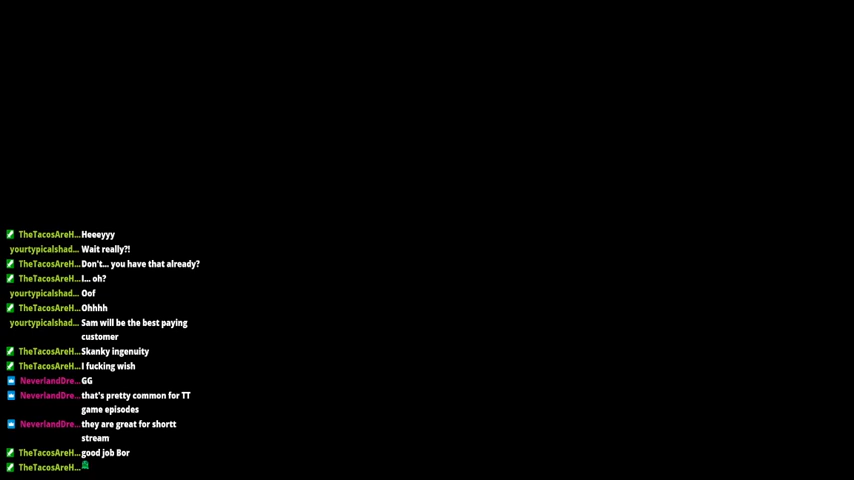 TheTacosAreH...Heeeyyy
yourtypicalshad... Wait really?!
TheTacosAreH...Don't... you have that already?
TheTacosAreH...I... oh?
yourtypicalshad... Oof
TheTacosAreH...Ohhhh
yourtypicalshad... Sam will be the best paying
customer
TheTacosAreH...Skanky ingenuity
TheTacosAreH...I fucking wish
NeverlandDre...GG
NeverlandDre...that's pretty common for TT
game episodes
NeverlandDre...they are great for shortt
stream
TheTacosAreH...good job Bor
TheTacosAreH...